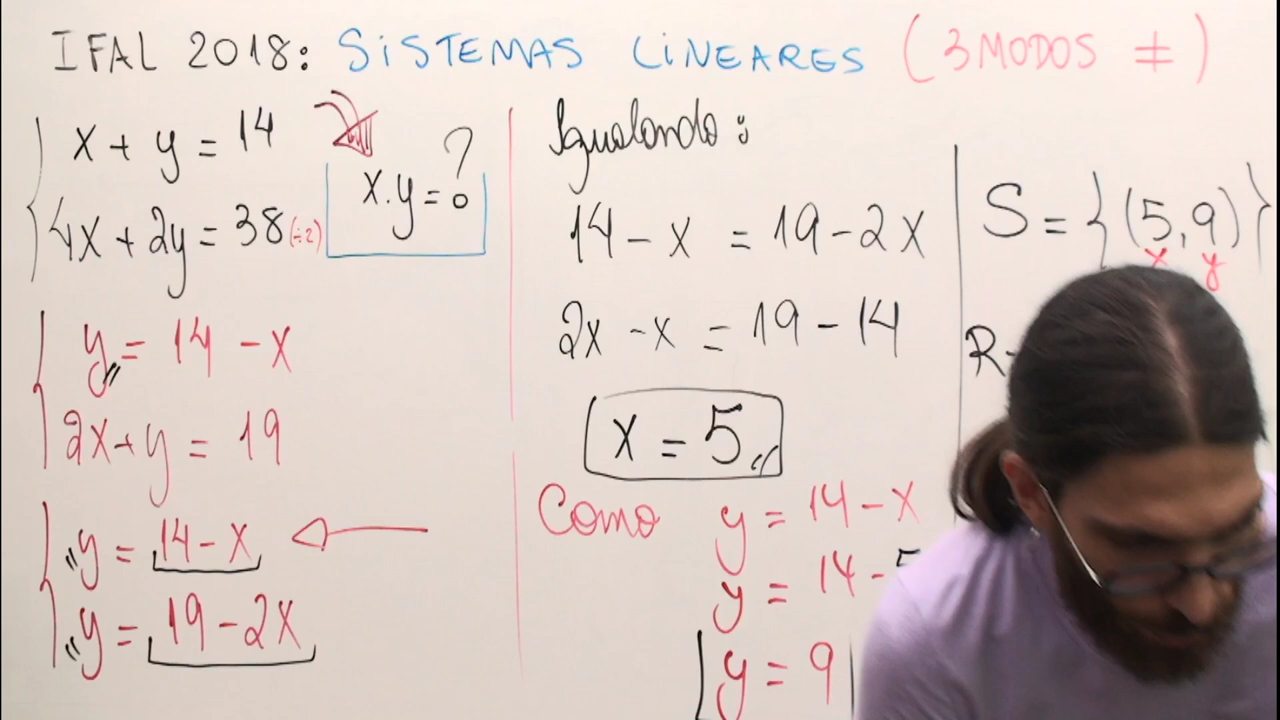 IFAL 2018: SISTEMAS LINEARES (3 MODOS ≠)
x + y = 14
4x + 2y = 38 (÷2)
x.y = ?
y = 14 - x
2x + y = 19
y = 14 - x
y = 19 - 2x
Igualando:
14 - x = 19 - 2x
2x - x = 19 - 14
x = 5
Como y = 14 - x
y = 14 - 5
y = 9
S = {(5,9)}
x y
R